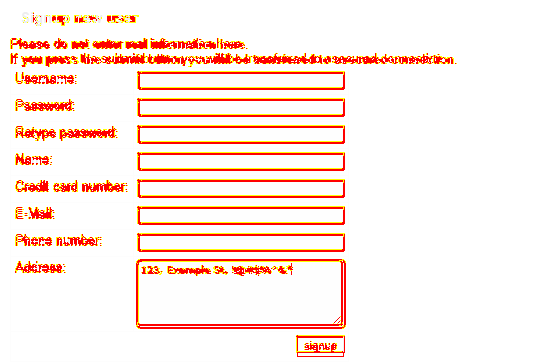 Signup new user
Please do not enter real information here.
If you press the submit button you will be transferred to a secured connection.
Username:
Password:
Retype password:
Name:
Credit card number:
E-Mail:
Phone number:
Address:
123 Example St.
signup